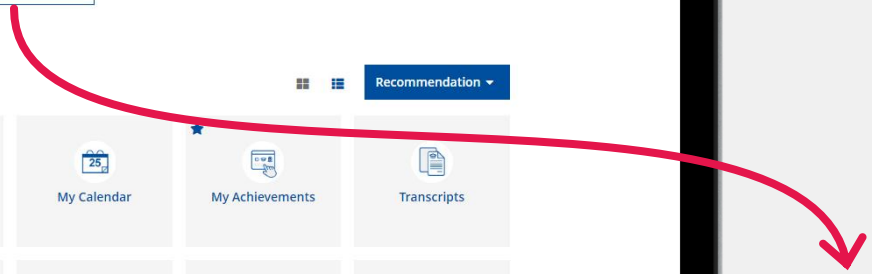 Recommendation
25
My Calendar
My Achievements
Transcripts